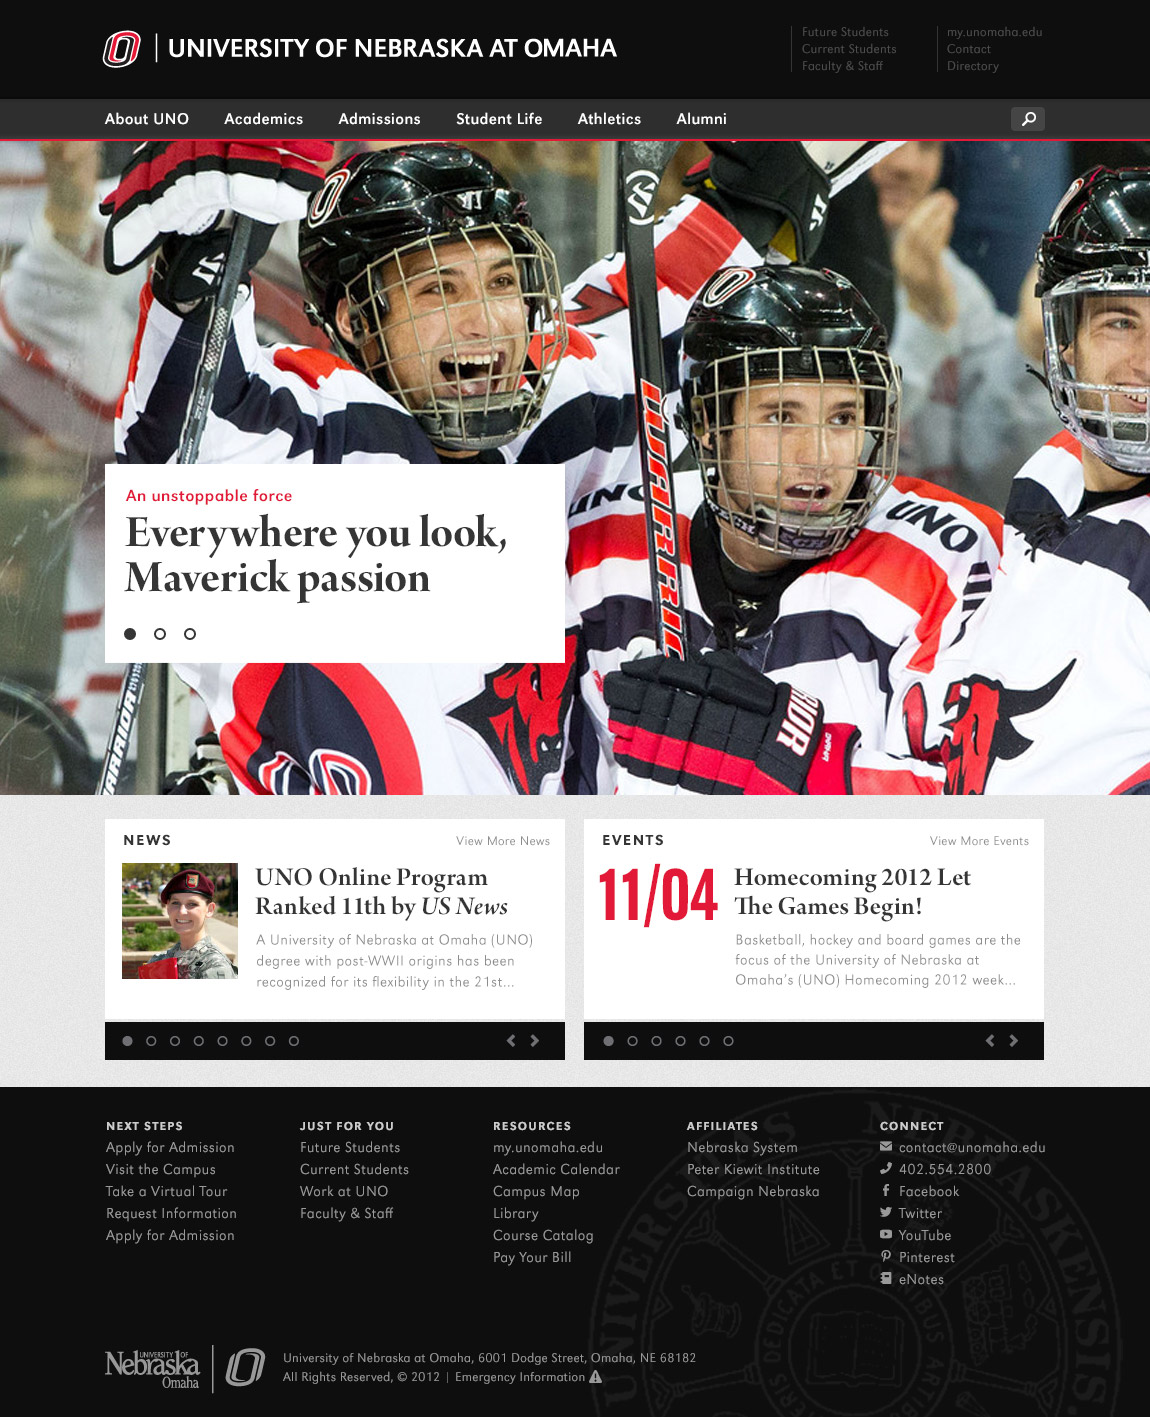 UNIVERSITY OF NEBRASKA AT OMAHA
Future Students
Current Students
Faculty & Staff
my.unomaha.edu
Contact
Directory
About UNO
Academics
Admissions
Student Life
Athletics
Alumni
WARRIOR
UNO
UNO
WARRIOR
An unstoppable force
Everywhere you look,
Maverick passion
NEWS
View More News
UNO Online Program
Ranked 11th by US News
A University of Nebraska at Omaha (UNO)
degree with post-WWII origins has been
recognized for its flexibility in the 21st...
EVENTS
View More Events
11/04
Homecoming 2012 Let
The Games Begin!
Basketball, hockey and board games are the
focus of the University of Nebraska at
Omaha's (UNO) Homecoming 2012 week...
NEXT STEPS
Apply for Admission
Visit the Campus
Take a Virtual Tour
Request Information
Apply for Admission
JUST FOR YOU
Future Students
Current Students
Work at UNO
Faculty & Staff
RESOURCES
my.unomaha.edu
Academic Calendar
Campus Map
Library
Course Catalog
Pay Your Bill
AFFILIATES
Nebraska System
Peter Kiewit Institute
Campaign Nebraska
CONNECT
contact@unomaha.edu
402.554.2800
Facebook
Twitter
YouTube
Pinterest
eNotes
UNIVERSITY OF
Nebraska
Omaha
University of Nebraska at Omaha, 6001 Dodge Street, Omaha, NE 68182
All Rights Reserved, © 2012 | Emergency Information